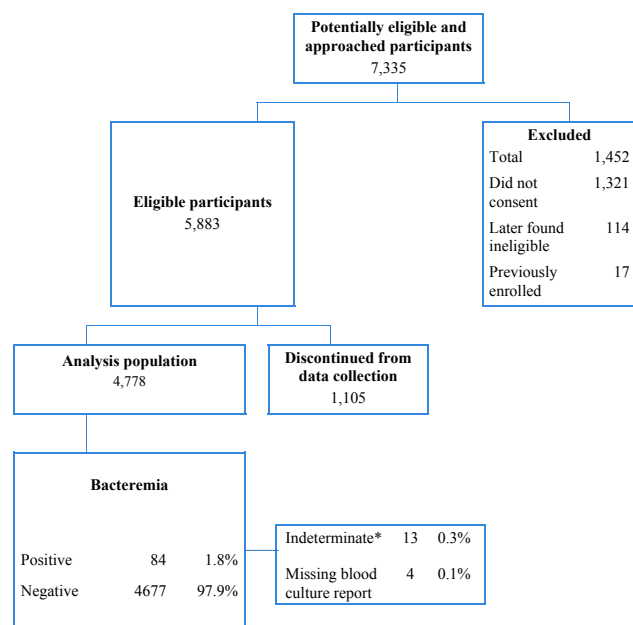 Potentially eligible and
approached participants
7,335
Excluded
Total 1,452
Did not
consent 1,321
Later found
ineligible 114
Previously
enrolled 17
Eligible participants
5,883
Analysis population
4,778
Discontinued from
data collection
1,105
Bacteremia
Positive 84 1.8%
Negative 4677 97.9%
Indeterminate* 13 0.3%
Missing blood
culture report 4 0.1%